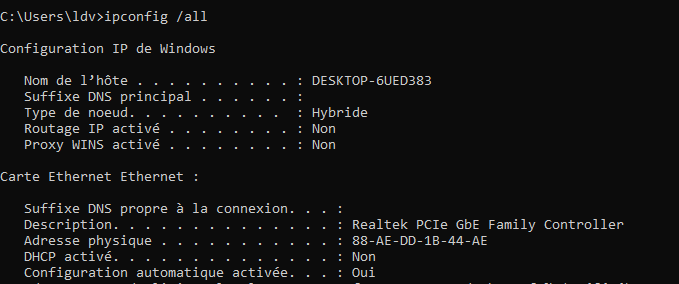 C:\Users\ldv>ipconfig /all
Configuration IP de Windows
Nom de l’hôte . . . . . . . . . . : DESKTOP-6UED383
Suffixe DNS principal . . . . . . :
Type de noeud. . . . . . . . . .  : Hybride
Routage IP activé . . . . . . . . : Non
Proxy WINS activé . . . . . . . . : Non
Carte Ethernet Ethernet :
Suffixe DNS propre à la connexion. . . :
Description. . . . . . . . . . . . . . : Realtek PCIe GbE Family Controller
Adresse physique . . . . . . . . . . . : 88-AE-DD-1B-44-AE
DHCP activé. . . . . . . . . . . . . . : Non
Configuration automatique activée. . . : Oui